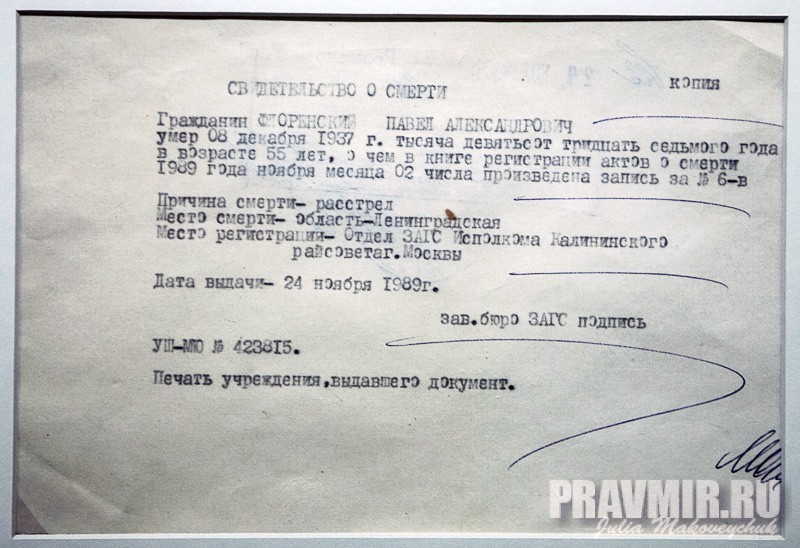 копия
СВИДЕТЕЛЬСТВО О СМЕРТИ
Гражданин ФЛОРЕНСКИЙ ПАВЕЛ АЛЕКСАНДРОВИЧ
умер 08 декабря 1937 г. тысяча девятьсот тридцать седьмого года
в возрасте 55 лет, о чем в книге регистрации актов о смерти
1989 года ноября месяца 02 числа произведена запись за № 6-в
Причина смерти- расстрел
Место смерти- область-Ленинградская
Место регистрации- Отдел ЗАГС Исполкома Калининского
райсоветаг.Москвы
Дата выдачи- 24 ноября 1989г.
зав.бюро ЗАГС подпись
УШ-МЮ № 423815.
Печать учреждения,выдавшего документ.
PRAVMIR.RU
Julia Makoveychuk